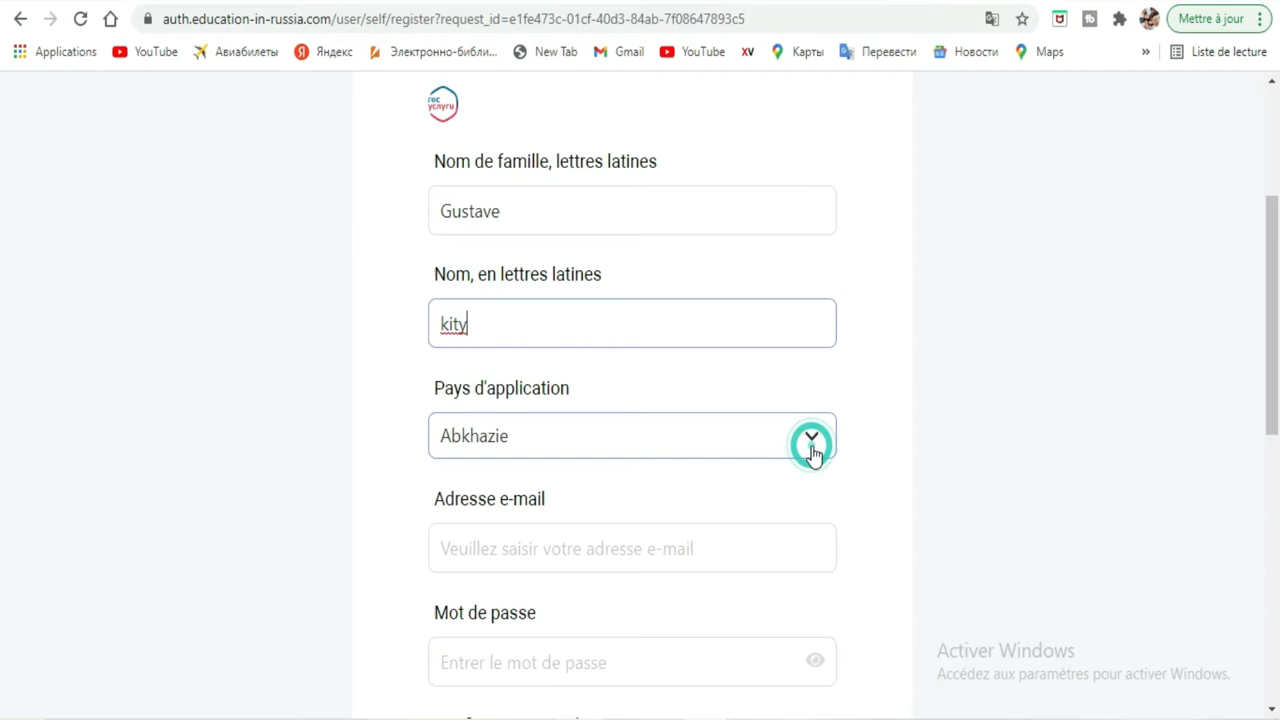 auth.education-in-russia.com/user/self/register?request_id=e1fe473c-01cf-40d3-84ab-7f08647893c5
Mettre à jour
Applications YouTube Авиабилеты Яндекс Электронно-библи... New Tab Gmail YouTube XV Карты Перевести Новости Maps » Liste de lecture
гос
услуги
Nom de famille, lettres latines
Gustave
Nom, en lettres latines
kity
Pays d'application
Abkhazie
Adresse e-mail
Veuillez saisir votre adresse e-mail
Mot de passe
Entrer le mot de passe
Activer Windows
Accédez aux paramètres pour activer Windows.